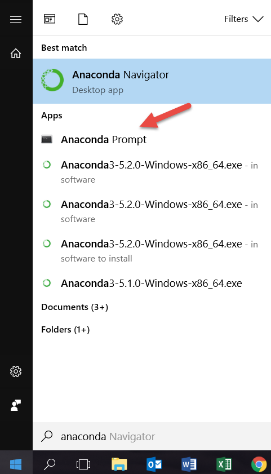 Filters
Best match
Anaconda Navigator
Desktop app
Apps
Anaconda Prompt
Anaconda3-5.2.0-Windows-x86_64.exe - in
software
Anaconda3-5.2.0-Windows-x86_64.exe - in
software
Anaconda3-5.2.0-Windows-x86_64.exe - in
software to install
Anaconda3-5.1.0-Windows-x86_64.exe
Documents (3+)
Folders (1+)
anaconda Navigator